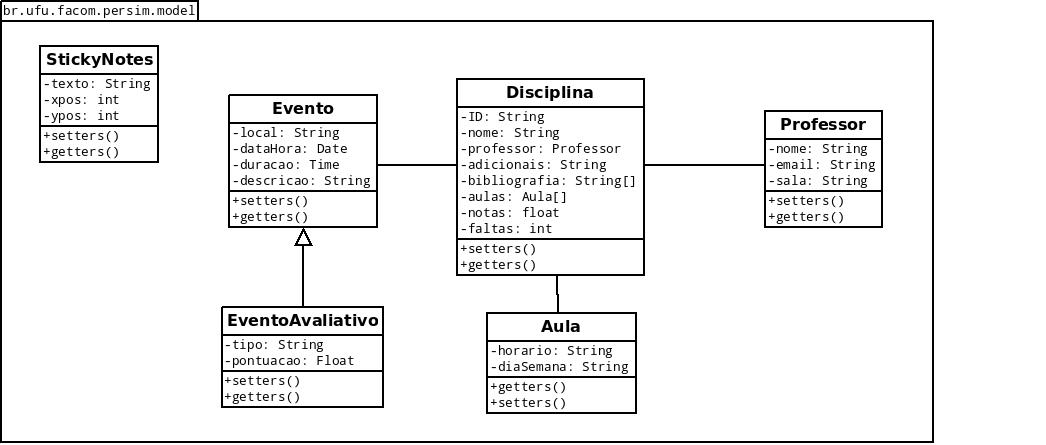 br.ufu.facom.persim.model
StickyNotes
-texto: String
-xpos: int
-ypos: int
+setters()
+getters()
Evento
-local: String
-dataHora: Date
-duracao: Time
-descricao: String
+setters()
+getters()
Disciplina
-ID: String
-nome: String
-professor: Professor
-adicionais: String
-bibliografia: String[]
-aulas: Aula[]
-notas: float
-faltas: int
+setters()
+getters()
Professor
-nome: String
-email: String
-sala: String
+setters()
+getters()
EventoAvaliativo
-tipo: String
-pontuacao: Float
+setters()
+getters()
Aula
-horario: String
-diaSemana: String
+getters()
+setters()